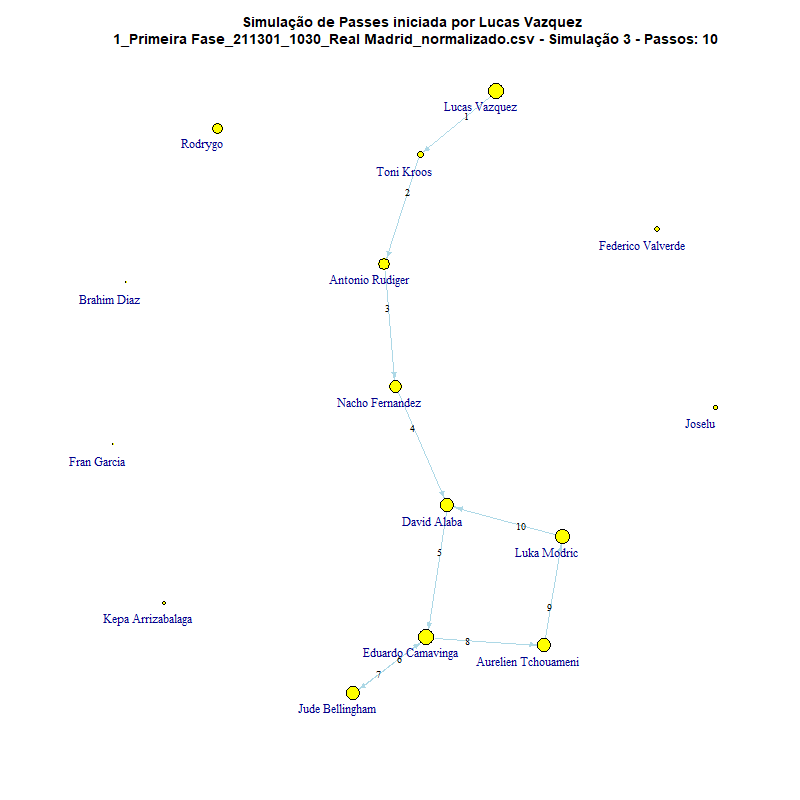 Simulação de Passes iniciada por Lucas Vazquez
1_Primeira Fase_211301_1030_Real Madrid_normalizado.csv - Simulação 3 - Passos: 10
Lucas Vazquez
1
Rodrygo
Toni Kroos
2
Federico Valverde
Antonio Rudiger
Brahim Diaz
3
Nacho Fernandez
Joselu
4
Fran Garcia
David Alaba
10
Luka Modric
5
9
Kepa Arrizabalaga
8
Eduardo Camavinga
6
Aurelien Tchouameni
7
Jude Bellingham